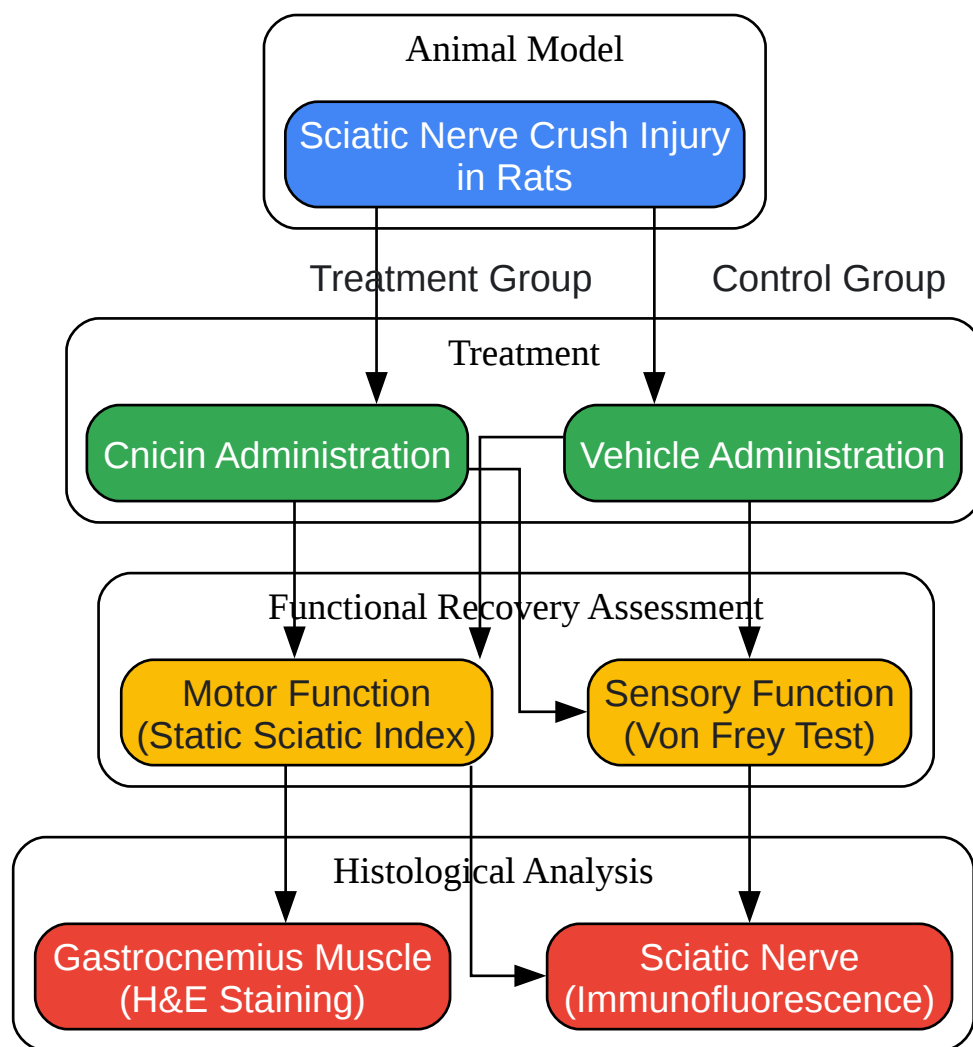 Animal Model
Sciatic Nerve Crush Injury
in Rats
Treatment Group
Control Group
Treatment
Cnicin Administration
Vehicle Administration
Functional Recovery Assessment
Motor Function
(Static Sciatic Index)
Sensory Function
(Von Frey Test)
Histological Analysis
Gastrocnemius Muscle
(H&E Staining)
Sciatic Nerve
(Immunofluorescence)